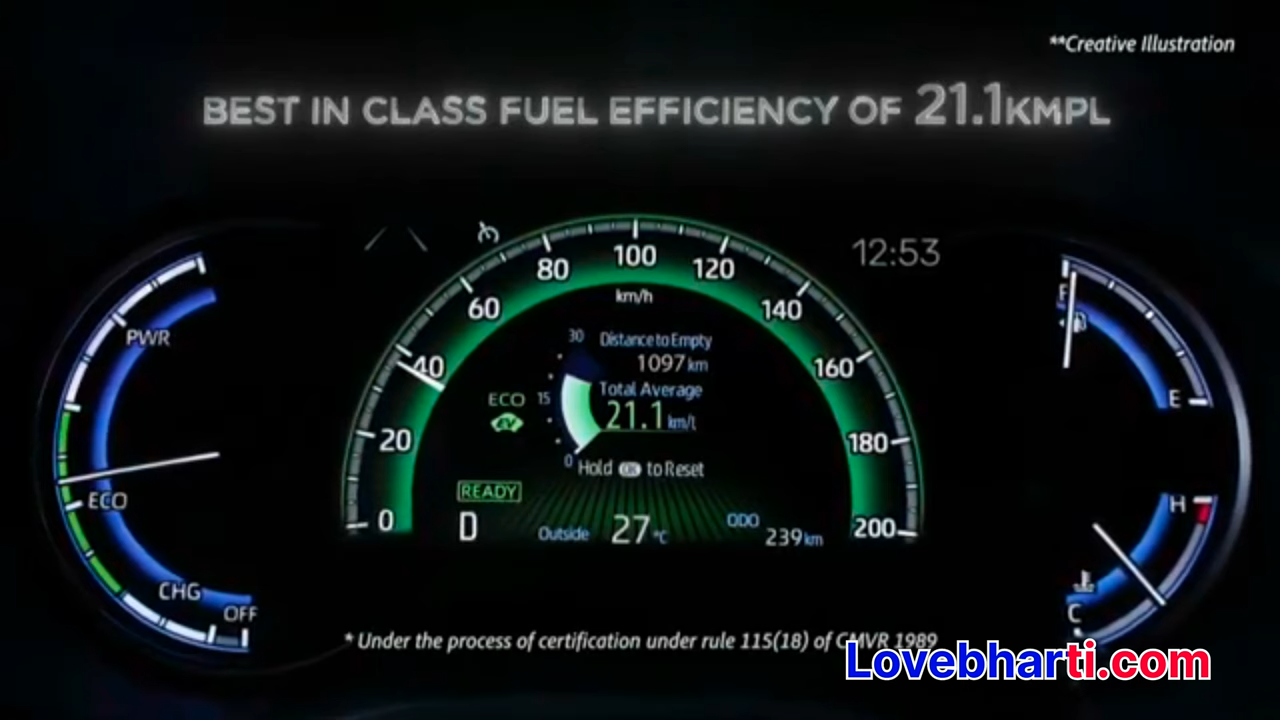 **Creative Illustration
BEST IN CLASS FUEL EFFICIENCY OF 21.1KMPL
12:53
PWR
ECO
CHG
OFF
0
20
40
60
80
100
120
140
160
180
200
km/h
30
15
0
Distance to Empty
1097 km
Total Average
21.1 km/l
ECO
EV
Hold OK to Reset
READY
D
Outside 27 °C
ODO 239 km
F
E
H
C
* Under the process of certification under rule 115(18) of CMVR 1989
Lovebharti.com